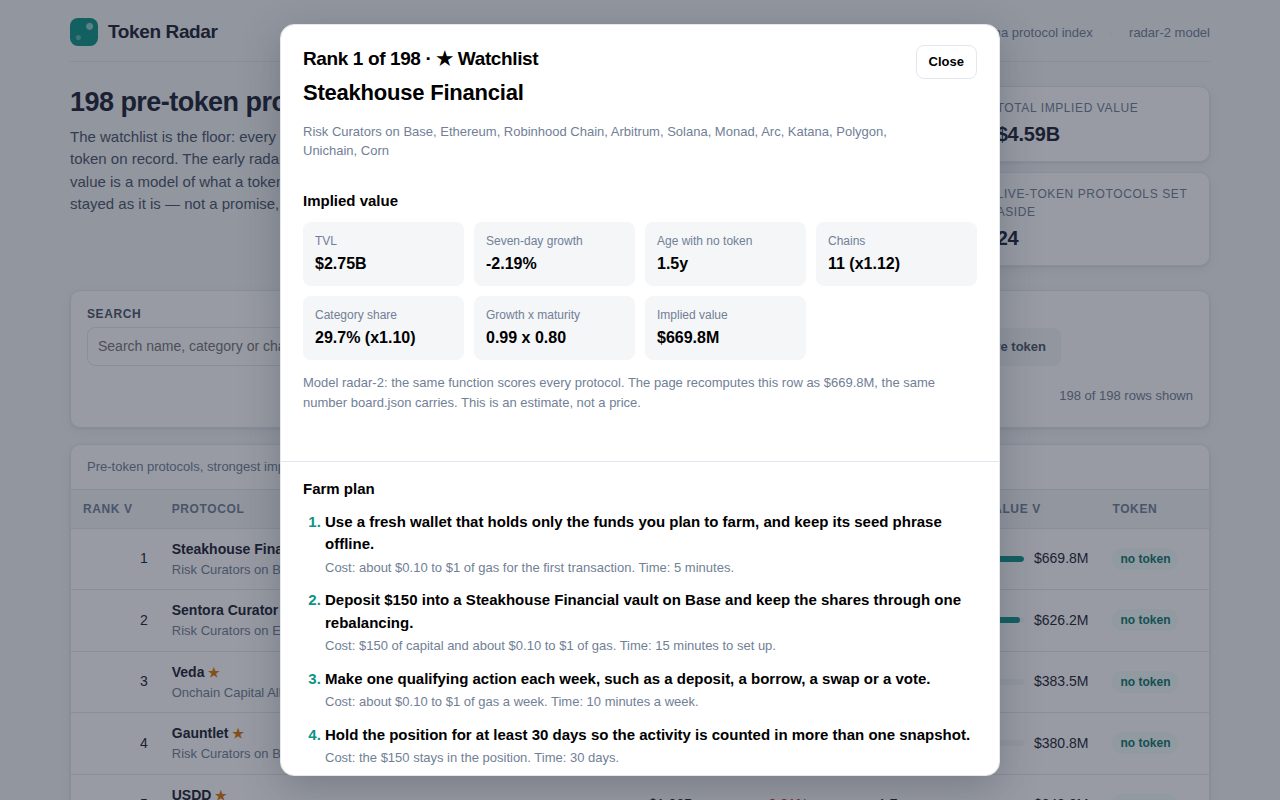 Token Radar
protocol index
radar-2 model
198 pre-token
The watchlist is the floor: every
token on record. The early
value is a model of what a
stayed as it is — not a promise,
TOTAL IMPLIED VALUE
$4.59B
LIVE-TOKEN PROTOCOLS SET
ASIDE
24
SEARCH
Search name, category or
token
198 of 198 rows shown
Pre-token protocols, strongest
RANK V
PROTOCOL
V
TOKEN
1
Steakhouse
Risk Curators on
$669.8M
no token
2
Sentora Curator
Risk Curators on
$626.2M
no token
3
Veda ★
Onchain Capital
$383.5M
no token
4
Gauntlet ★
Risk Curators on
$380.8M
no token
USDD ★
Rank 1 of 198 · ★ Watchlist
Close
Steakhouse Financial
Risk Curators on Base, Ethereum, Robinhood Chain, Arbitrum, Solana, Monad, Arc, Katana, Polygon,
Unichain, Corn
Implied value
TVL
$2.75B
Seven-day growth
-2.19%
Age with no token
1.5y
Chains
11 (x1.12)
Category share
29.7% (x1.10)
Growth x maturity
0.99 x 0.80
Implied value
$669.8M
Model radar-2: the same function scores every protocol. The page recomputes this row as $669.8M, the same
number board.json carries. This is an estimate, not a price.
Farm plan
1. Use a fresh wallet that holds only the funds you plan to farm, and keep its seed phrase
offline.
Cost: about $0.10 to $1 of gas for the first transaction. Time: 5 minutes.
2. Deposit $150 into a Steakhouse Financial vault on Base and keep the shares through one
rebalancing.
Cost: $150 of capital and about $0.10 to $1 of gas. Time: 15 minutes to set up.
3. Make one qualifying action each week, such as a deposit, a borrow, a swap or a vote.
Cost: about $0.10 to $1 of gas a week. Time: 10 minutes a week.
4. Hold the position for at least 30 days so the activity is counted in more than one snapshot.
Cost: the $150 stays in the position. Time: 30 days.